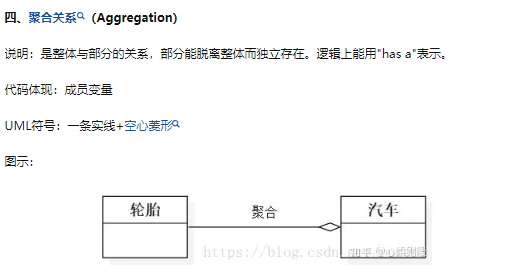 四、聚合关系（Aggregation）
说明：是整体与部分的关系，部分能脱离整体而独立存在。逻辑上能用"has a"表示。
代码体现：成员变量
UML符号：一条实线+空心菱形
图示：
轮胎 聚合 汽车
https://blog.csdn 知乎